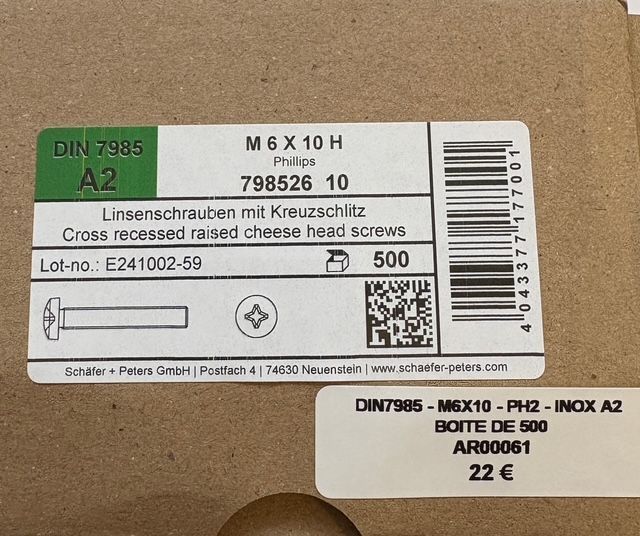 DIN 7985
A2
M 6 X 10 H
Phillips
798526 10
Linsenschrauben mit Kreuzschlitz
Cross recessed raised cheese head screws
Lot-no.: E241002-59
500
Schäfer + Peters GmbH | Postfach 4 | 74630 Neuenstein | www.schaefer-peters.com
4 043377 177001
DIN7985 - M6X10 - PH2 - INOX A2
BOITE DE 500
AR00061
22 €